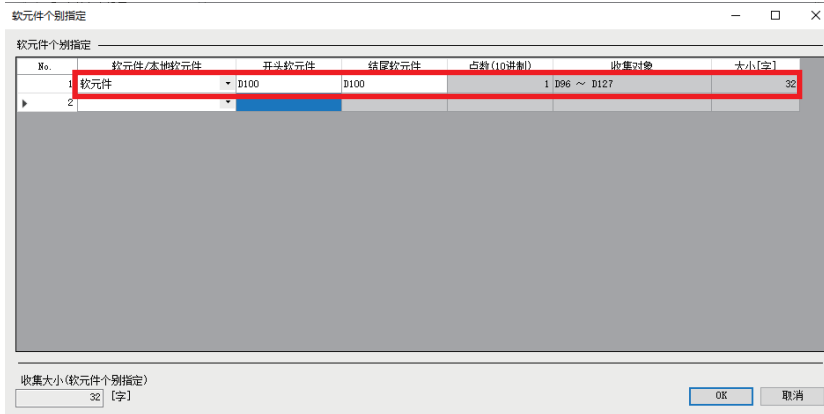 软元件个别指定
软元件个别指定
No. 软元件/本地软元件 开头软元件 结尾软元件 点数(10进制) 收集对象 大小[字]
1 软元件 D100 D100 1 D96 ～ D127 32
2
收集大小(软元件个别指定)
32 [字]
OK 取消